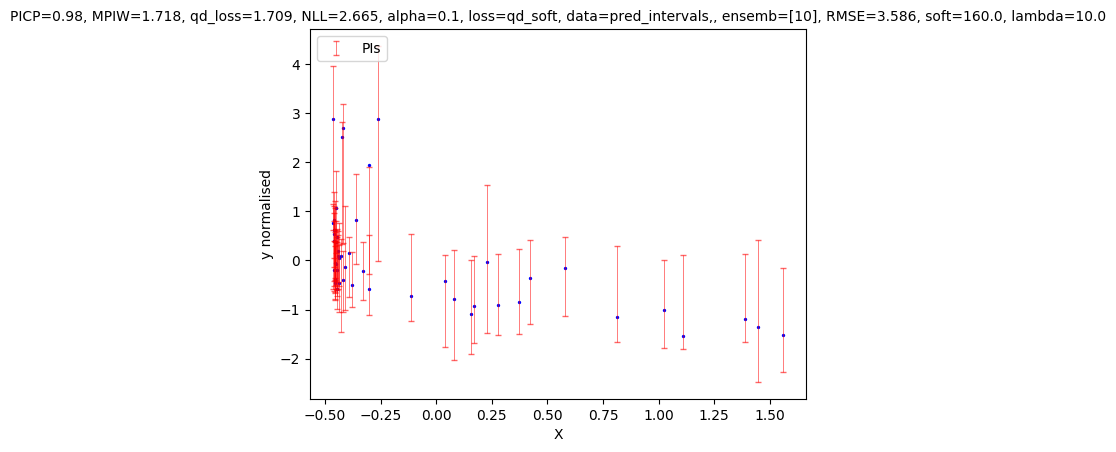 PICP=0.98, MPIW=1.718, qd_loss=1.709, NLL=2.665, alpha=0.1, loss=qd_soft, data=pred_intervals,, ensemb=[10], RMSE=3.586, soft=160.0, lambda=10.0
PIs
4
3
2
1
0
−1
−2
y normalised
−0.50 −0.25 0.00 0.25 0.50 0.75 1.00 1.25 1.50
X